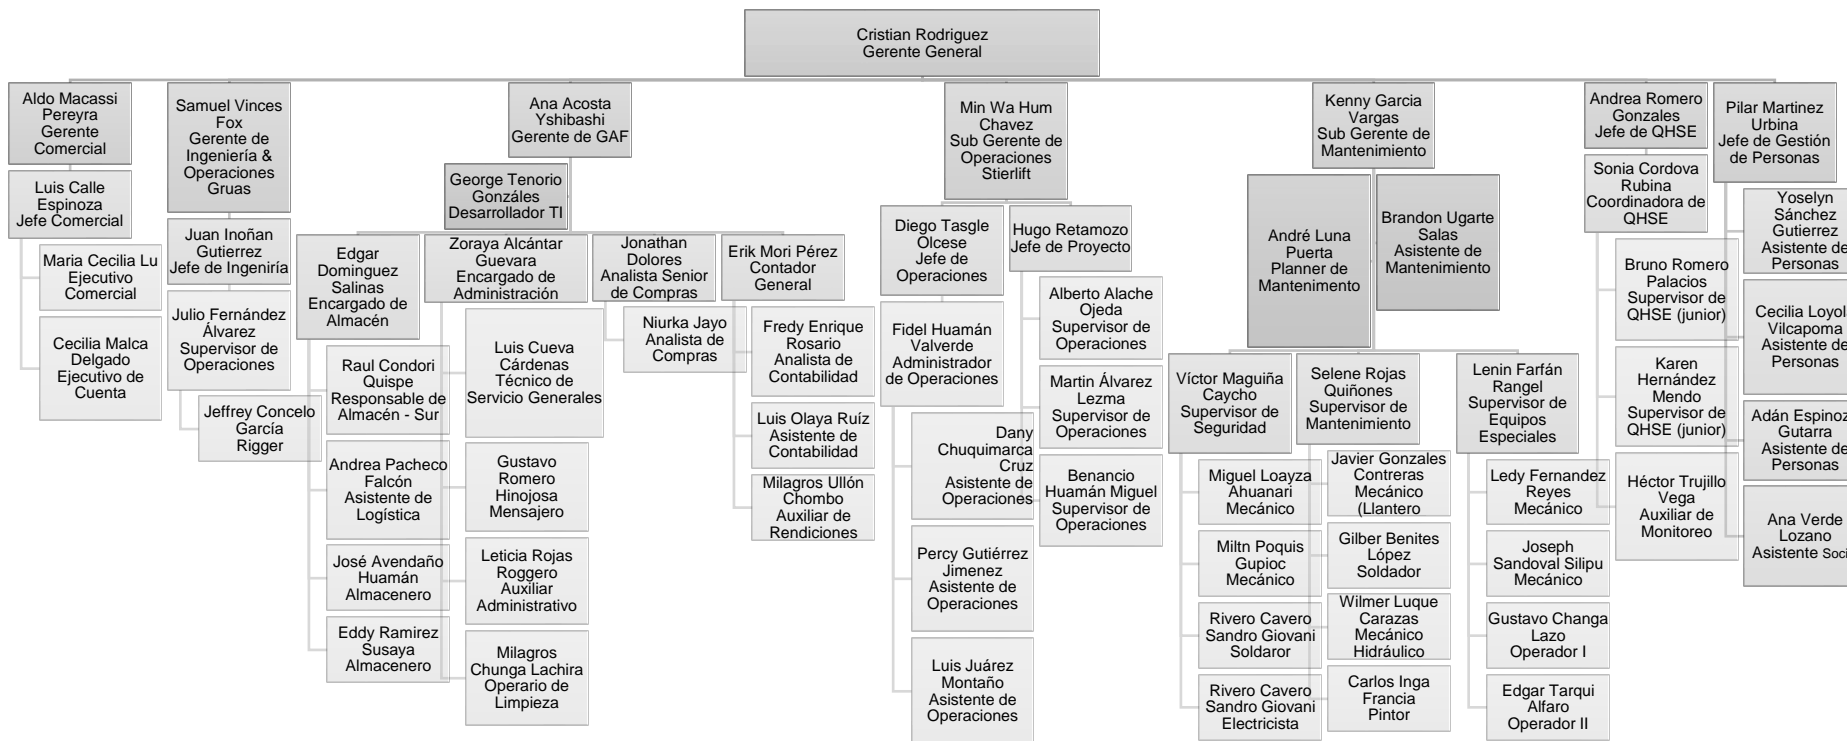 Cristian Rodriguez
Gerente General
Aldo Macassi
Pereyra
Gerente
Comercial
Luis Calle
Espinoza
Jefe Comercial
Maria Cecilia Lu
Ejecutivo
Comercial
Cecilia Malca
Delgado
Ejecutivo de
Cuenta
Samuel Vinces
Fox
Gerente de
Ingeniería &
Operaciones
Gruas
Juan Inoñan
Gutierrez
Jefe de Ingeniría
Julio Fernández
Álvarez
Supervisor de
Operaciones
Jeffrey Concelo
García
Rigger
Ana Acosta
Yshibashi
Gerente de GAF
George Tenorio
Gonzáles
Desarrollador TI
Edgar
Dominguez
Salinas
Encargado de
Almacén
Raul Condori
Quispe
Responsable de
Almacén - Sur
Andrea Pacheco
Falcón
Asistente de
Logística
José Avendaño
Huamán
Almacenero
Eddy Ramirez
Susaya
Almacenero
Zoraya Alcántar
Guevara
Encargado de
Administración
Luis Cueva
Cárdenas
Técnico de
Servicio Generales
Gustavo
Romero
Hinojosa
Mensajero
Leticia Rojas
Roggero
Auxiliar
Administrativo
Milagros
Chunga Lachira
Operario de
Limpieza
Jonathan
Dolores
Analista Senior
de Compras
Niurka Jayo
Analista de
Compras
Erik Mori Pérez
Contador
General
Fredy Enrique
Rosario
Analista de
Contabilidad
Luis Olaya Ruíz
Asistente de
Contabilidad
Milagros Ullón
Chombo
Auxiliar de
Rendiciones
Min Wa Hum
Chavez
Sub Gerente de
Operaciones
Stierlift
Diego Tasgle
Olcese
Jefe de
Operaciones
Fidel Huamán
Valverde
Administrador
de Operaciones
Dany
Chuquimarca
Cruz
Asistente de
Operaciones
Percy Gutiérrez
Jimenez
Asistente de
Operaciones
Luis Juárez
Montaño
Asistente de
Operaciones
Hugo Retamozo
Jefe de Proyecto
Alberto Alache
Ojeda
Supervisor de
Operaciones
Martin Álvarez
Lezma
Supervisor de
Operaciones
Benancio
Huamán Miguel
Supervisor de
Operaciones
Kenny Garcia
Vargas
Sub Gerente de
Mantenimiento
André Luna
Puerta
Planner de
Mantenimento
Brandon Ugarte
Salas
Asistente de
Mantenimiento
Víctor Maguiña
Caycho
Supervisor de
Seguridad
Miguel Loayza
Ahuanari
Mecánico
Miltn Poquis
Gupioc
Mecánico
Rivero Cavero
Sandro Giovani
Soldaror
Rivero Cavero
Sandro Giovani
Electricista
Selene Rojas
Quiñones
Supervisor de
Mantenimiento
Javier Gonzales
Contreras
Mecánico
(Llantero
Gilber Benites
López
Soldador
Wilmer Luque
Carazas
Mecánico
Hidráulico
Carlos Inga
Francia
Pintor
Lenin Farfán
Rangel
Supervisor de
Equipos
Especiales
Ledy Fernandez
Reyes
Mecánico
Joseph
Sandoval Silipu
Mecánico
Gustavo Changa
Lazo
Operador I
Edgar Tarqui
Alfaro
Operador II
Andrea Romero
Gonzales
Jefe de QHSE
Sonia Cordova
Rubina
Coordinadora de
QHSE
Bruno Romero
Palacios
Supervisor de
QHSE (junior)
Karen
Hernández
Mendo
Supervisor de
QHSE (junior)
Héctor Trujillo
Vega
Auxiliar de
Monitoreo
Pilar Martinez
Urbina
Jefe de Gestión
de Personas
Yoselyn
Sánchez
Gutierrez
Asistente de
Personas
Cecilia Loyol
Vilcapoma
Asistente de
Personas
Adán Espinoz
Gutarra
Asistente de
Personas
Ana Verde
Lozano
Asistente Soci